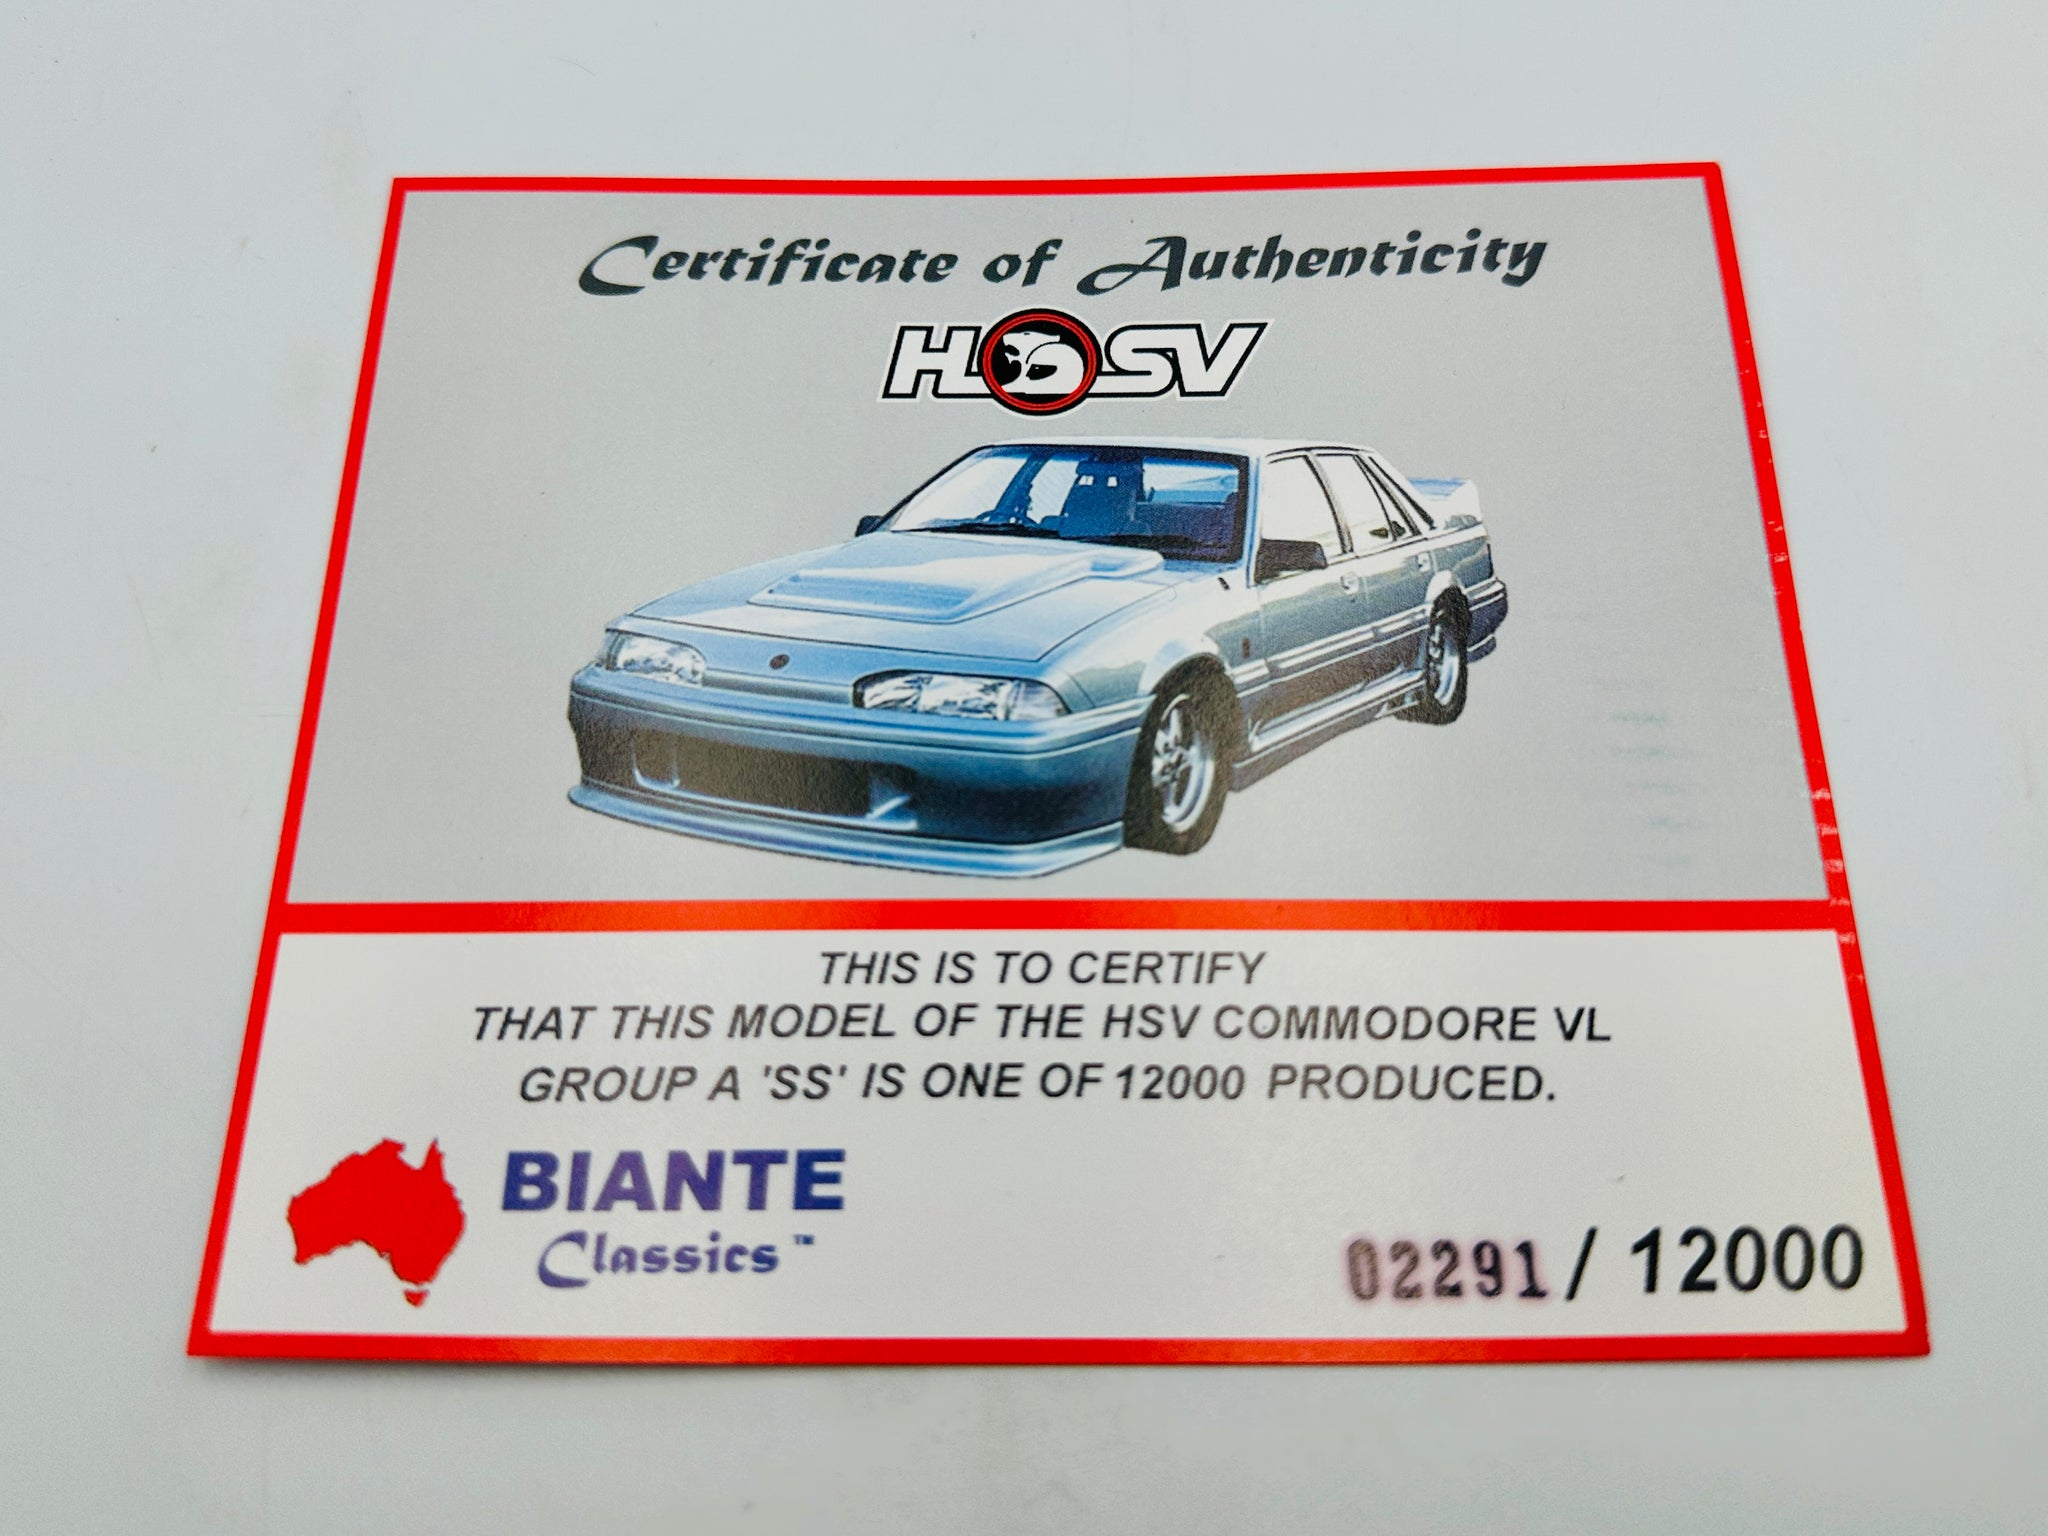 Certificate of Authenticity
HSV
THIS IS TO CERTIFY
THAT THIS MODEL OF THE HSV COMMODORE VL
GROUP A 'SS' IS ONE OF 12000 PRODUCED.
BIANTE
Classics™
02291 / 12000